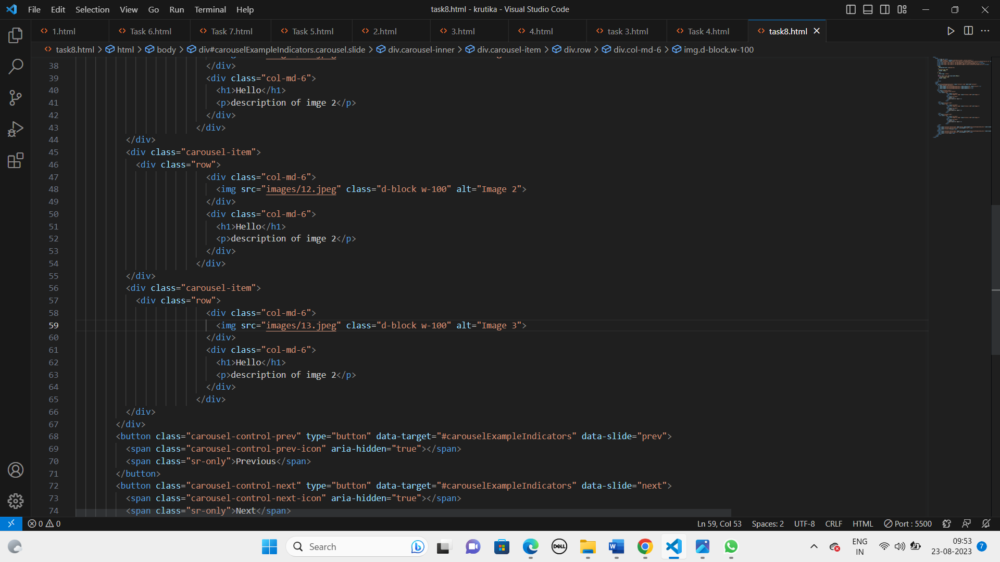 File Edit Selection View Go Run Terminal Help
task8.html - krutika - Visual Studio Code
1.html Task 6.html Task 7.html Task 5.html 2.html 3.html 4.html task 3.html Task 4.html task8.html
task8.html > html > body > div#carouselExampleIndicators.carousel.slide > div.carousel-inner > div.carousel-item > div.row > div.col-md-6 > img.d-block.w-100
38 </div>
39 <div class="col-md-6">
40 <h1>Hello</h1>
41 <p>description of imge 2</p>
42 </div>
43 </div>
44 </div>
45 <div class="carousel-item">
46 <div class="row">
47 <div class="col-md-6">
48 <img src="images/12.jpeg" class="d-block w-100" alt="Image 2">
49 </div>
50 <div class="col-md-6">
51 <h1>Hello</h1>
52 <p>description of imge 2</p>
53 </div>
54 </div>
55 </div>
56 <div class="carousel-item">
57 <div class="row">
58 <div class="col-md-6">
59 <img src="images/13.jpeg" class="d-block w-100" alt="Image 3">
60 </div>
61 <div class="col-md-6">
62 <h1>Hello</h1>
63 <p>description of imge 2</p>
64 </div>
65 </div>
66 </div>
67 </div>
68 <button class="carousel-control-prev" type="button" data-target="#carouselExampleIndicators" data-slide="prev">
69 <span class="carousel-control-prev-icon" aria-hidden="true"></span>
70 <span class="sr-only">Previous</span>
71 </button>
72 <button class="carousel-control-next" type="button" data-target="#carouselExampleIndicators" data-slide="next">
73 <span class="carousel-control-next-icon" aria-hidden="true"></span>
74 <span class="sr-only">Next</span>
0 0 Ln 59, Col 53 Spaces: 2 UTF-8 CRLF HTML Port : 5500
Search
DELL
W
ENG
IN
09:53
23-08-2023
7